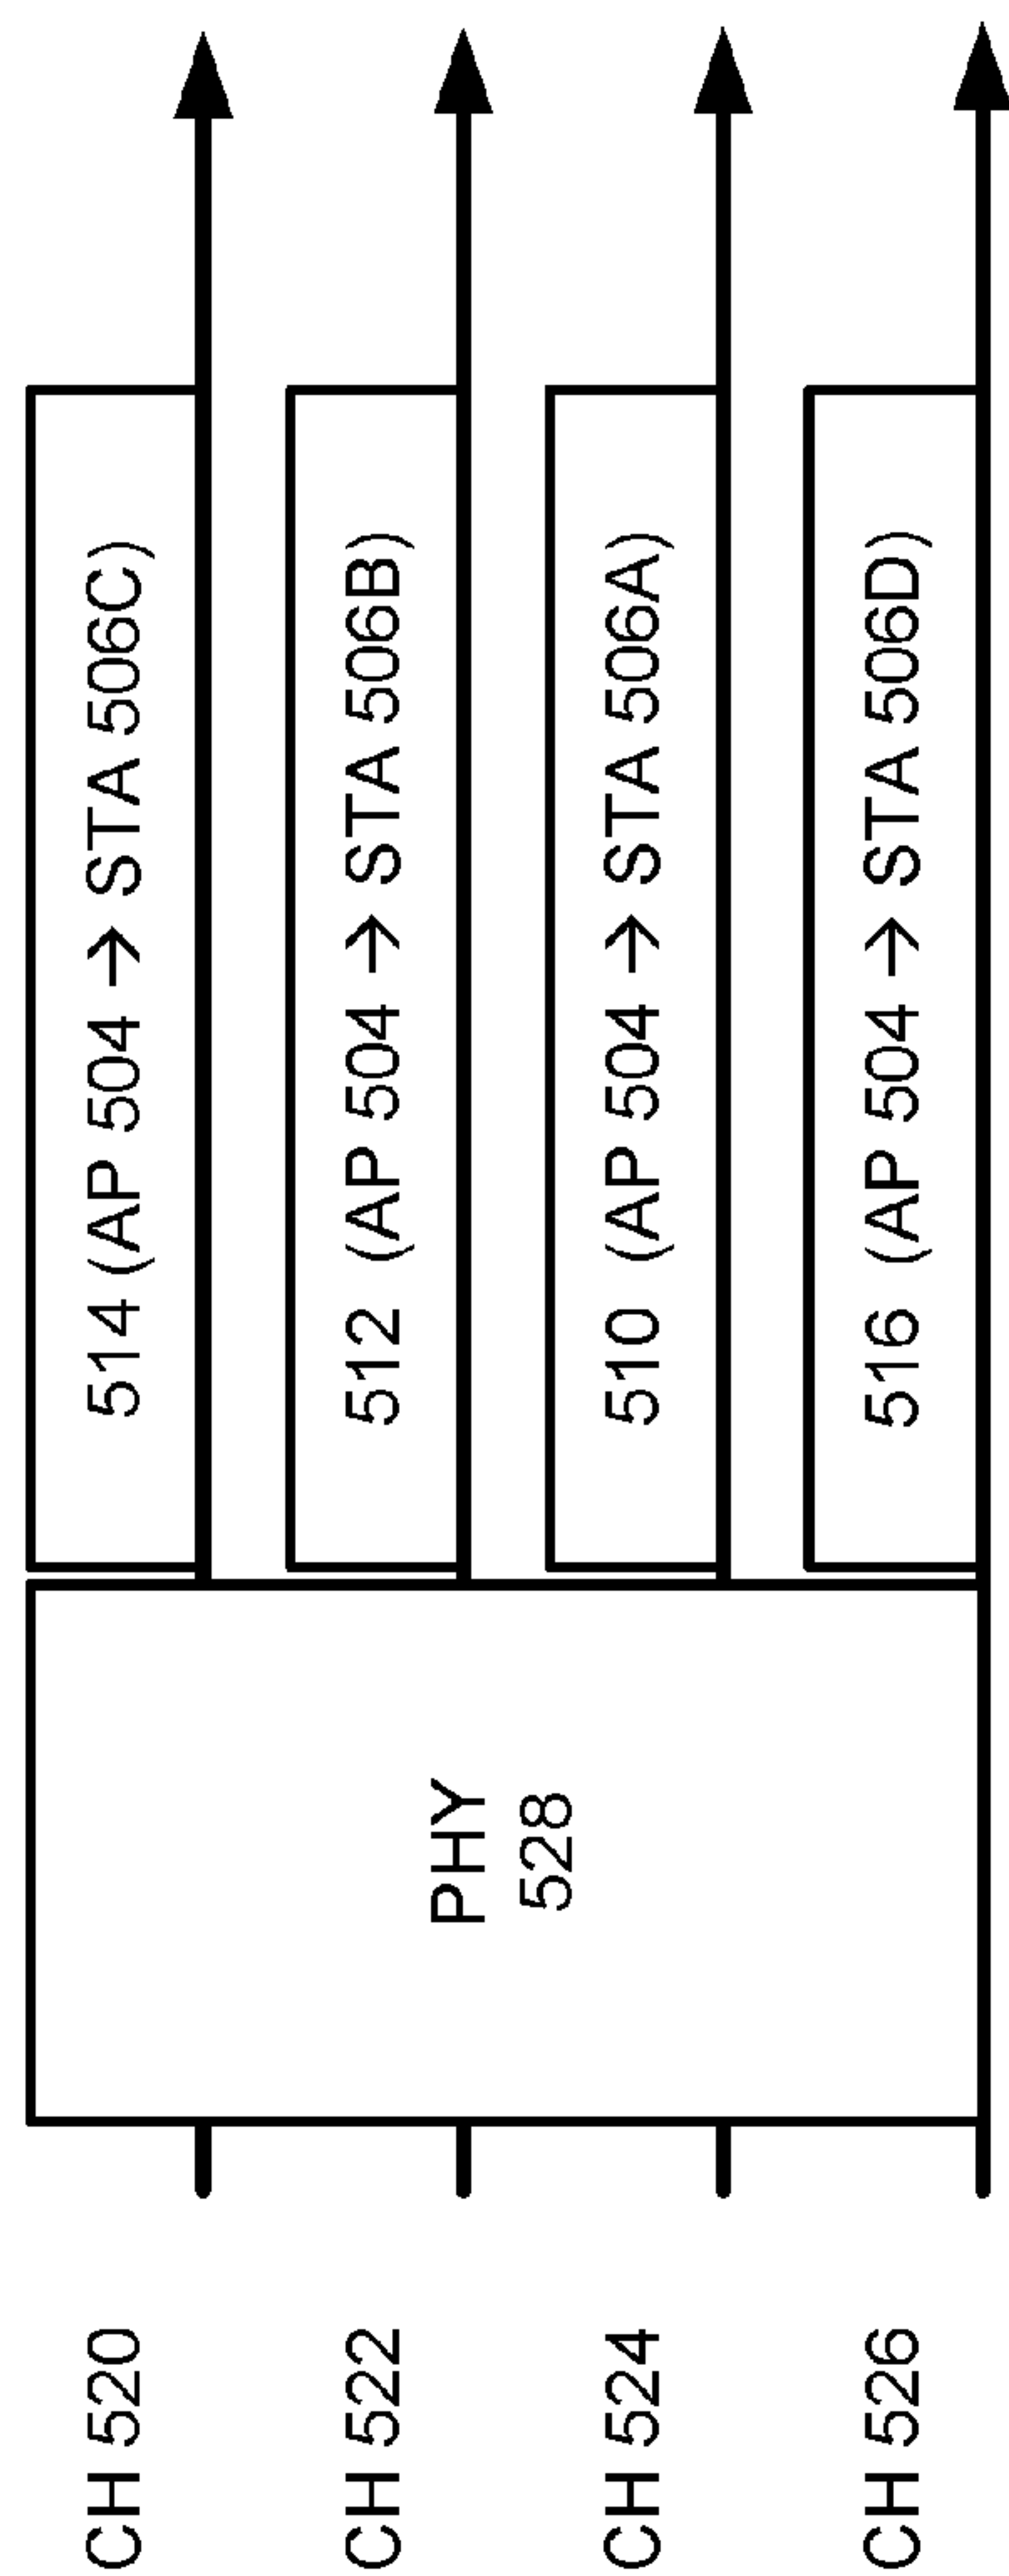 CH 520
514 (AP 504 → STA 506C)
CH 522
512 (AP 504 → STA 506B)
CH 524
510 (AP 504 → STA 506A)
CH 526
516 (AP 504 → STA 506D)
PHY
528